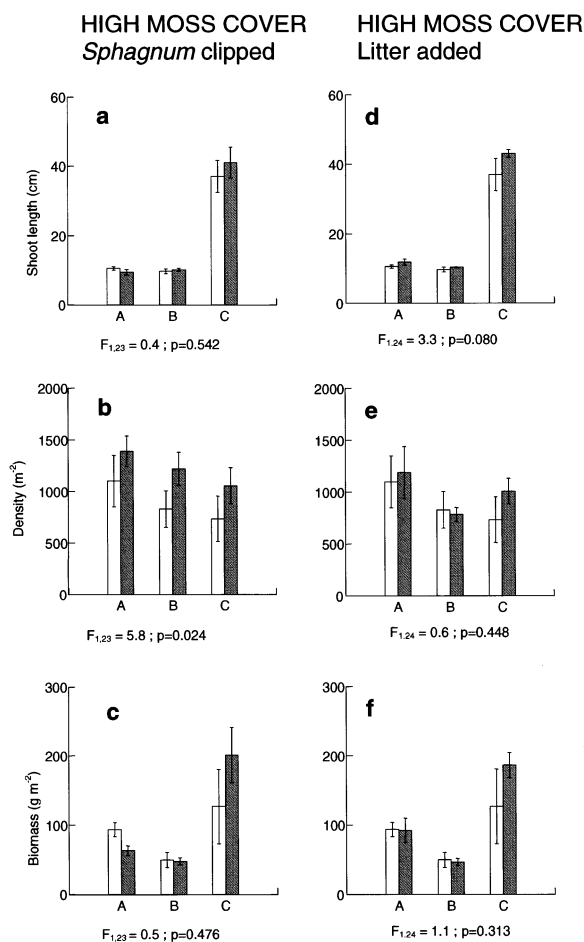 HIGH MOSS COVER
Sphagnum clipped
HIGH MOSS COVER
Litter added
a
Shoot length (cm)
60
40
20
0
A B C
F1,23 = 0.4 ; p=0.542
d
60
40
20
0
A B C
F1.24 = 3.3 ; p=0.080
b
Density (m-2)
2000
1500
1000
500
0
A B C
F1,23 = 5.8 ; p=0.024
e
2000
1500
1000
500
0
A B C
F1.24 = 0.6 ; p=0.448
c
Biomass (g m-2)
300
200
100
0
A B C
F1,23 = 0.5 ; p=0.476
f
300
200
100
0
A B C
F1.24 = 1.1 ; p=0.313